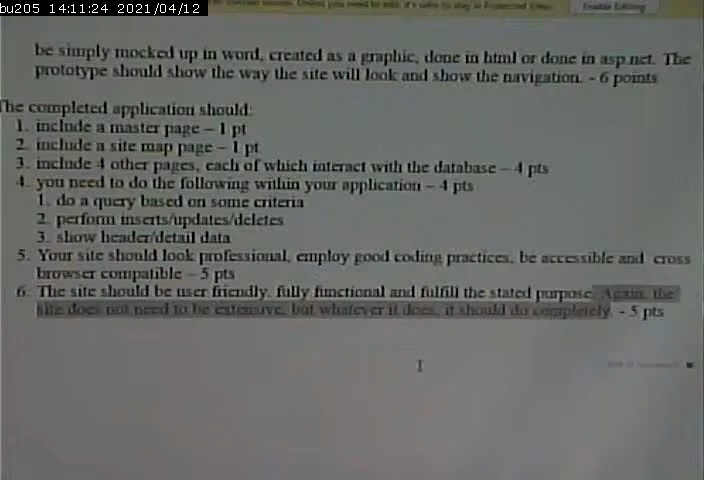 bu205 14:11:24 2021/04/12
Enable Editing
be simply mocked up in word, created as a graphic, done in html or done in asp.net. The
prototype should show the way the site will look and show the navigation. - 6 points
The completed application should:
1. include a master page – 1 pt
2. include a site map page – 1 pt
3. include 4 other pages, each of which interact with the database – 4 pts
4. you need to do the following within your application – 4 pts
1. do a query based on some criteria
2. perform inserts/updates/deletes
3. show header/detail data
5. Your site should look professional, employ good coding practices, be accessible and cross
browser compatible – 5 pts
6. The site should be user friendly, fully functional and fulfill the stated purpose. Again, the
site does not need to be extensive, but whatever it does, it should do completely. - 5 pts